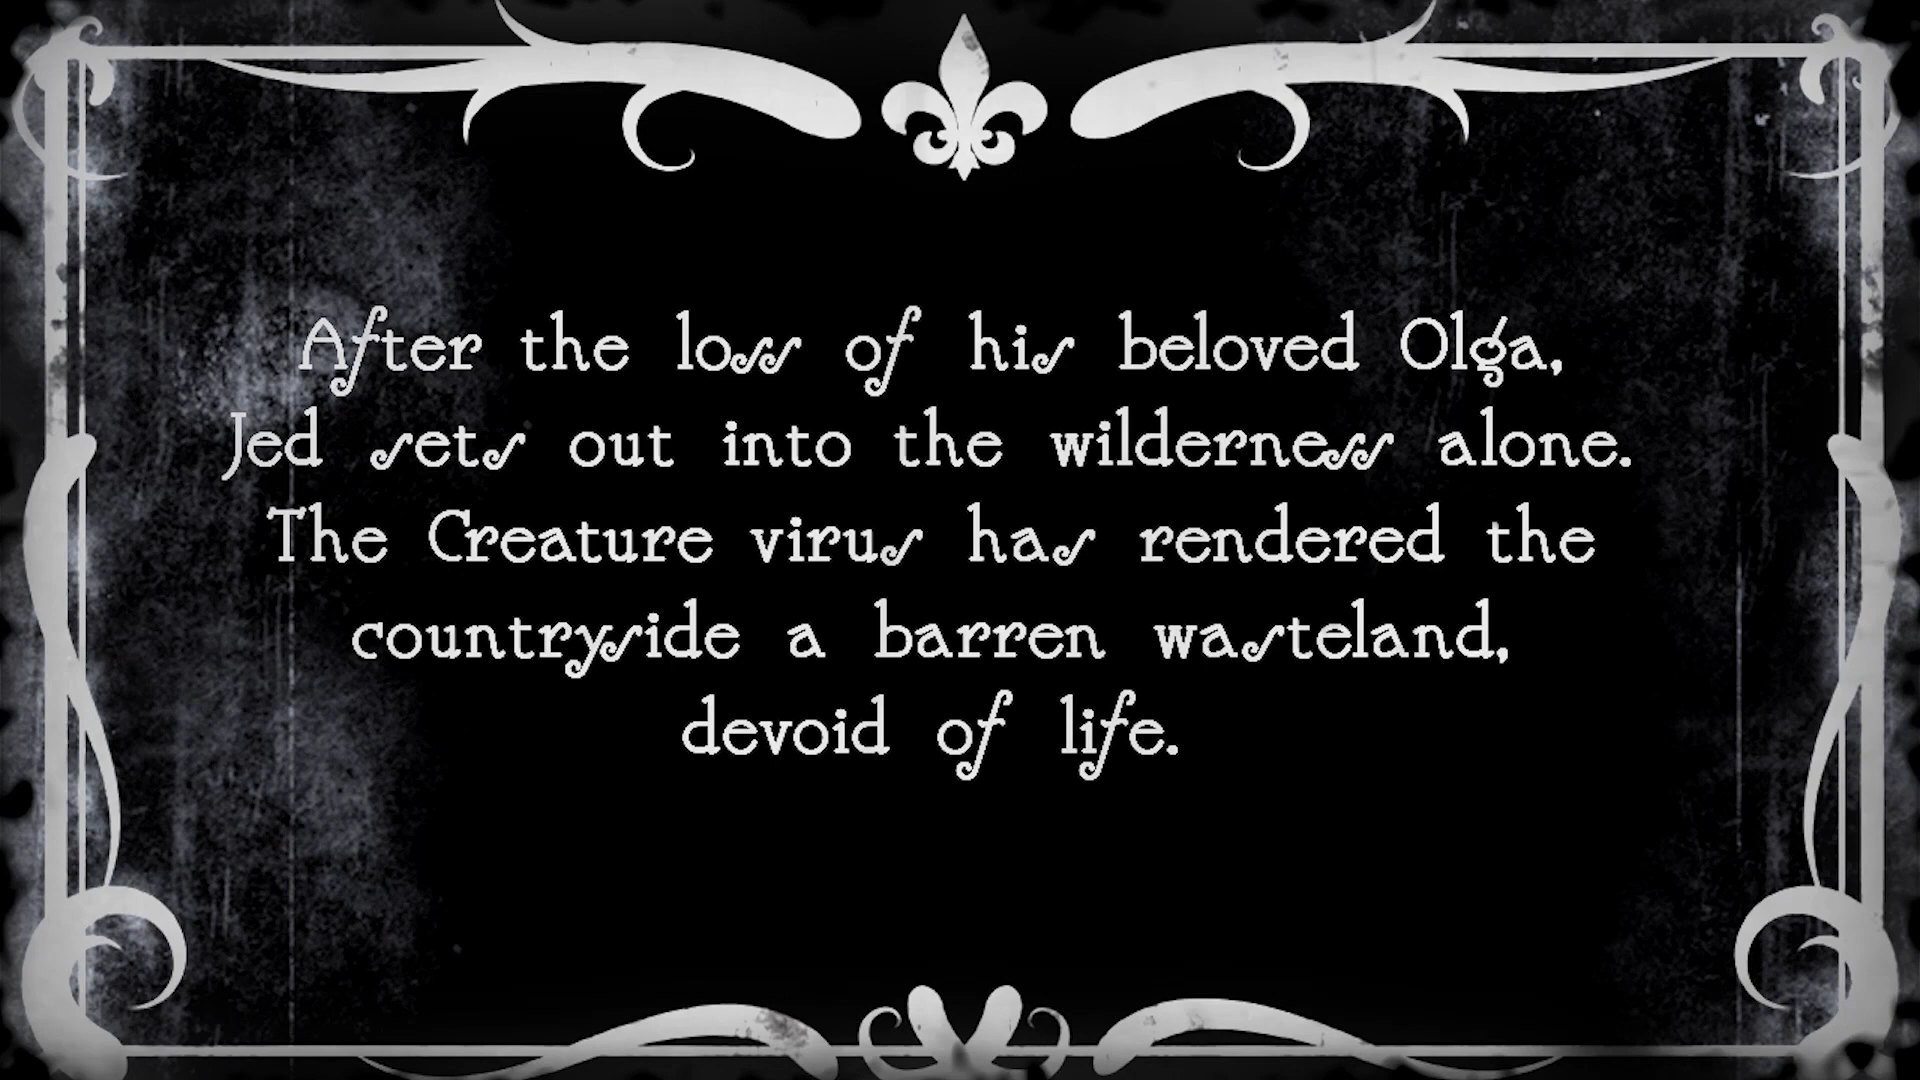 After the loss of his beloved Olga,
Jed sets out into the wilderness alone.
The Creature virus has rendered the
countryside a barren wasteland,
devoid of life.